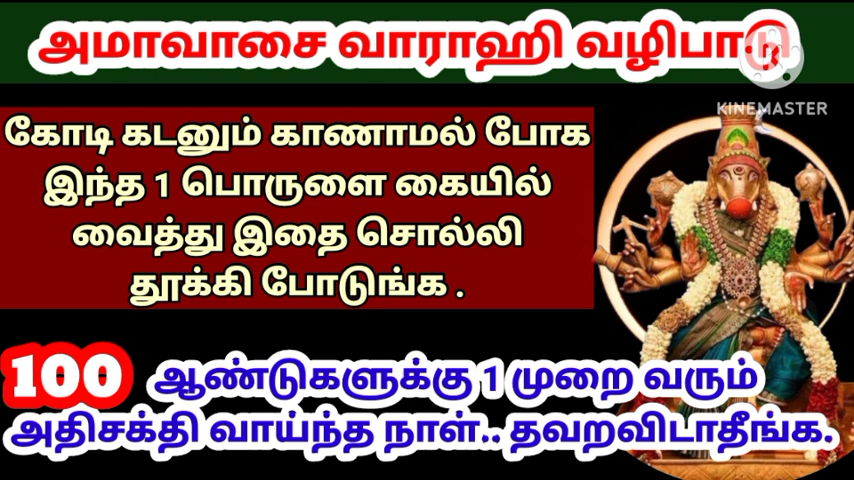 அமாவாசை வாராஹி வழிபாடு
KINEMASTER
கோடி கடனும் காணாமல் போக
இந்த 1 பொருளை கையில்
வைத்து இதை சொல்லி
தூக்கி போடுங்க .
100 ஆண்டுகளுக்கு 1 முறை வரும்
அதிசக்தி வாய்ந்த நாள்.. தவறவிடாதீங்க.